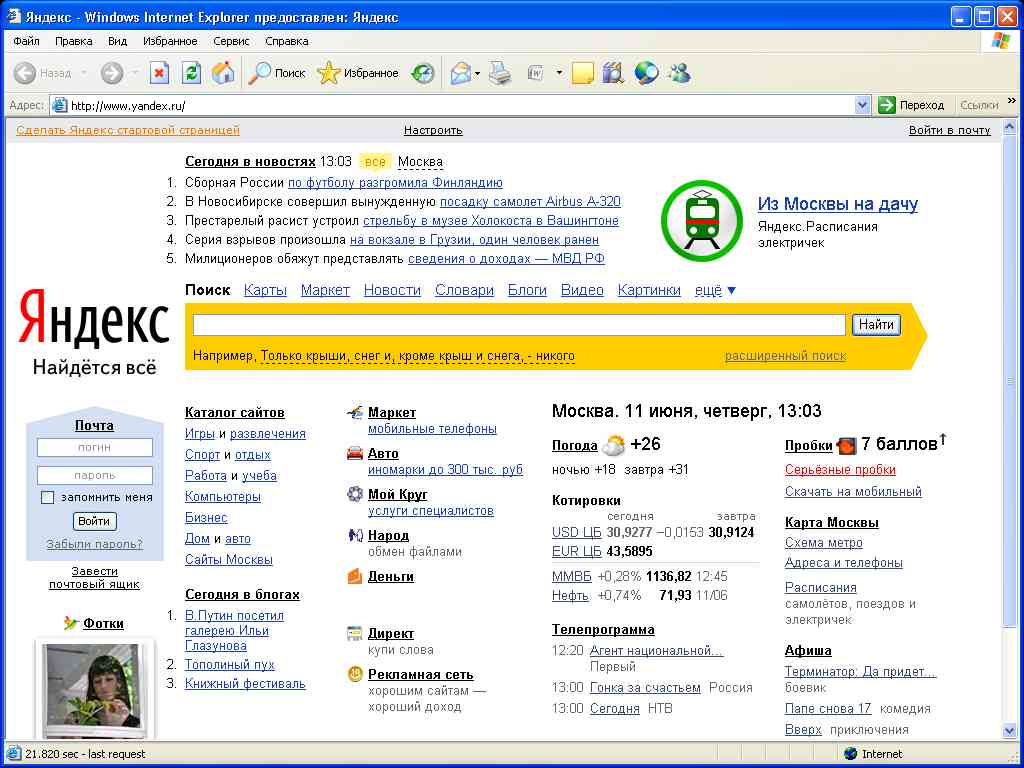 Яндекс - Windows Internet Explorer предоставлен: Яндекс
Файл Правка Вид Избранное Сервис Справка
Назад Поиск Избранное
Адрес: http://www.yandex.ru/ Переход Ссылки »
Сделать Яндекс стартовой страницей Настроить Войти в почту
Сегодня в новостях 13:03 все Москва
1. Сборная России по футболу разгромила Финляндию
2. В Новосибирске совершил вынужденную посадку самолет Airbus A-320
3. Престарелый расист устроил стрельбу в музее Холокоста в Вашингтоне
4. Серия взрывов произошла на вокзале в Грузии, один человек ранен
5. Милиционеров обяжут представлять сведения о доходах — МВД РФ
Из Москвы на дачу
Яндекс.Расписания
электричек
Яндекс
Найдётся всё
Поиск Карты Маркет Новости Словари Блоги Видео Картинки ещё ▼
Найти
Например, Только крыши, снег и, кроме крыш и снега, - никого расширенный поиск
Почта
логин
пароль
запомнить меня
Войти
Забыли пароль?
Завести
почтовый ящик
Фотки
Каталог сайтов
Игры и развлечения
Спорт и отдых
Работа и учеба
Компьютеры
Бизнес
Дом и авто
Сайты Москвы
Сегодня в блогах
1. В.Путин посетил
галерею Ильи
Глазунова
2. Тополиный пух
3. Книжный фестиваль
Маркет
мобильные телефоны
Авто
иномарки до 300 тыс. руб
Мой Круг
услуги специалистов
Народ
обмен файлами
Деньги
Директ
купи слова
Рекламная сеть
хорошим сайтам —
хороший доход
Москва. 11 июня, четверг, 13:03
Погода +26
ночью +18 завтра +31
Котировки
сегодня завтра
USD ЦБ 30,9277 −0,0153 30,9124
EUR ЦБ 43,5895
ММВБ +0,28% 1136,82 12:45
Нефть +0,74% 71,93 11/06
Телепрограмма
12:20 Агент национальной...
Первый
13:00 Гонка за счастьем Россия
13:00 Сегодня НТВ
Пробки 7 баллов↑
Серьёзные пробки
Скачать на мобильный
Карта Москвы
Схема метро
Адреса и телефоны
Расписания
самолётов, поездов и
электричек
Афиша
Терминатор: Да придет...
боевик
Папе снова 17 комедия
Вверх приключения
21.820 sec - last request Internet